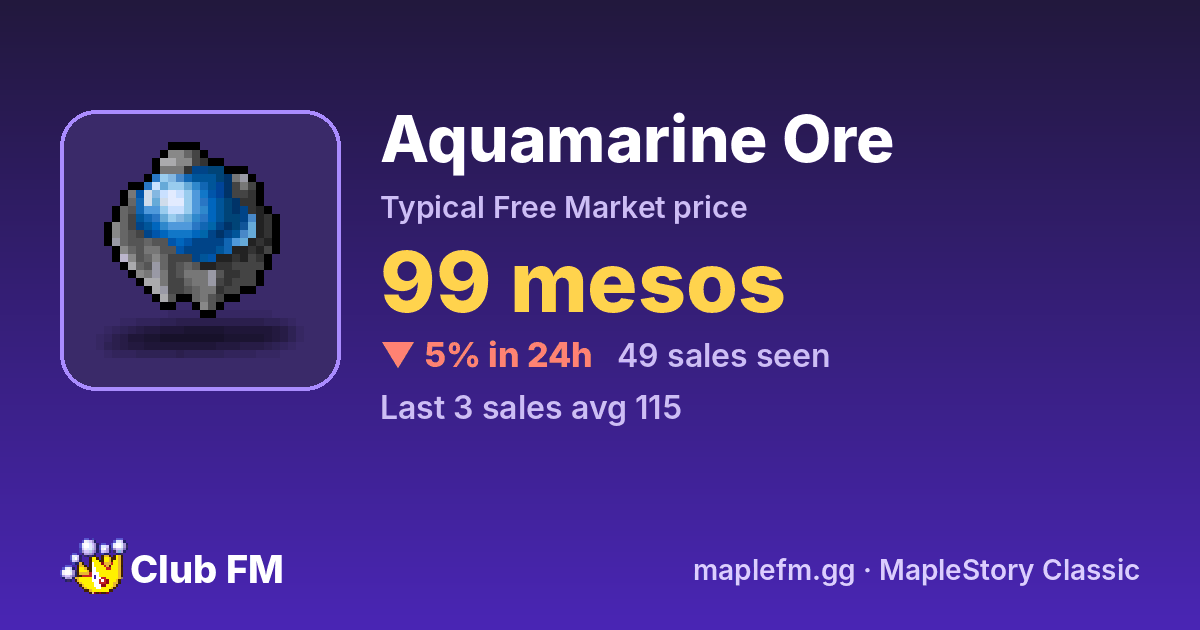 Aquamarine Ore
Typical Free Market price
99 mesos
▼ 5% in 24h 49 sales seen
Last 3 sales avg 115
Club FM
maplefm.gg · MapleStory Classic